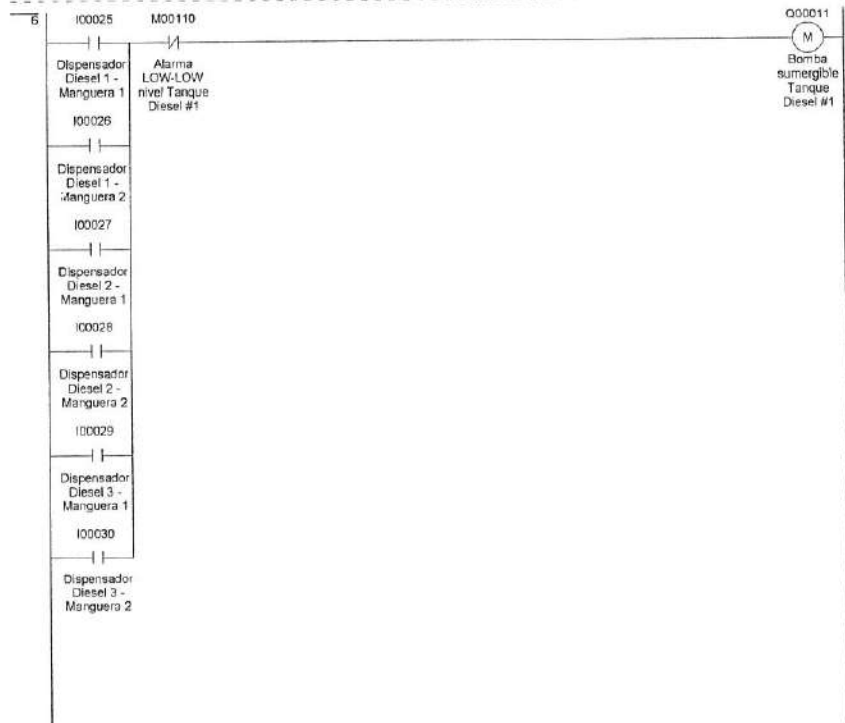 6
I00025
M00110
Q00011
M
Dispensador
Diesel 1 -
Manguera 1
Alarma
LOW-LOW
nivel Tanque
Diesel #1
Bomba
sumergible
Tanque
Diesel #1
I00026
Dispensador
Diesel 1 -
Manguera 2
I00027
Dispensador
Diesel 2 -
Manguera 1
I00028
Dispensador
Diesel 2 -
Manguera 2
I00029
Dispensador
Diesel 3 -
Manguera 1
I00030
Dispensador
Diesel 3 -
Manguera 2